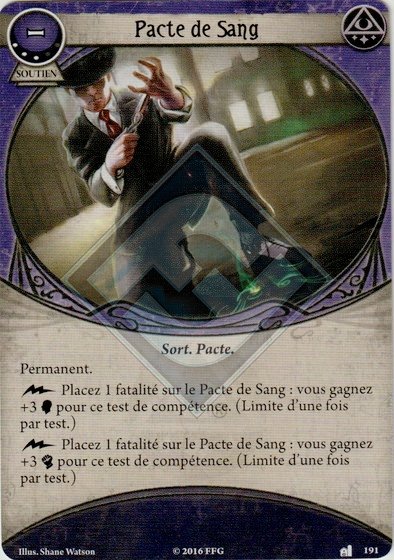 Pacte de Sang
–
SOUTIEN
Sort. Pacte.
Permanent.
Placez 1 fatalité sur le Pacte de Sang : vous gagnez
+3 pour ce test de compétence. (Limite d'une fois
par test.)
Placez 1 fatalité sur le Pacte de Sang : vous gagnez
+3 pour ce test de compétence. (Limite d'une fois
par test.)
Illus. Shane Watson
© 2016 FFG
191